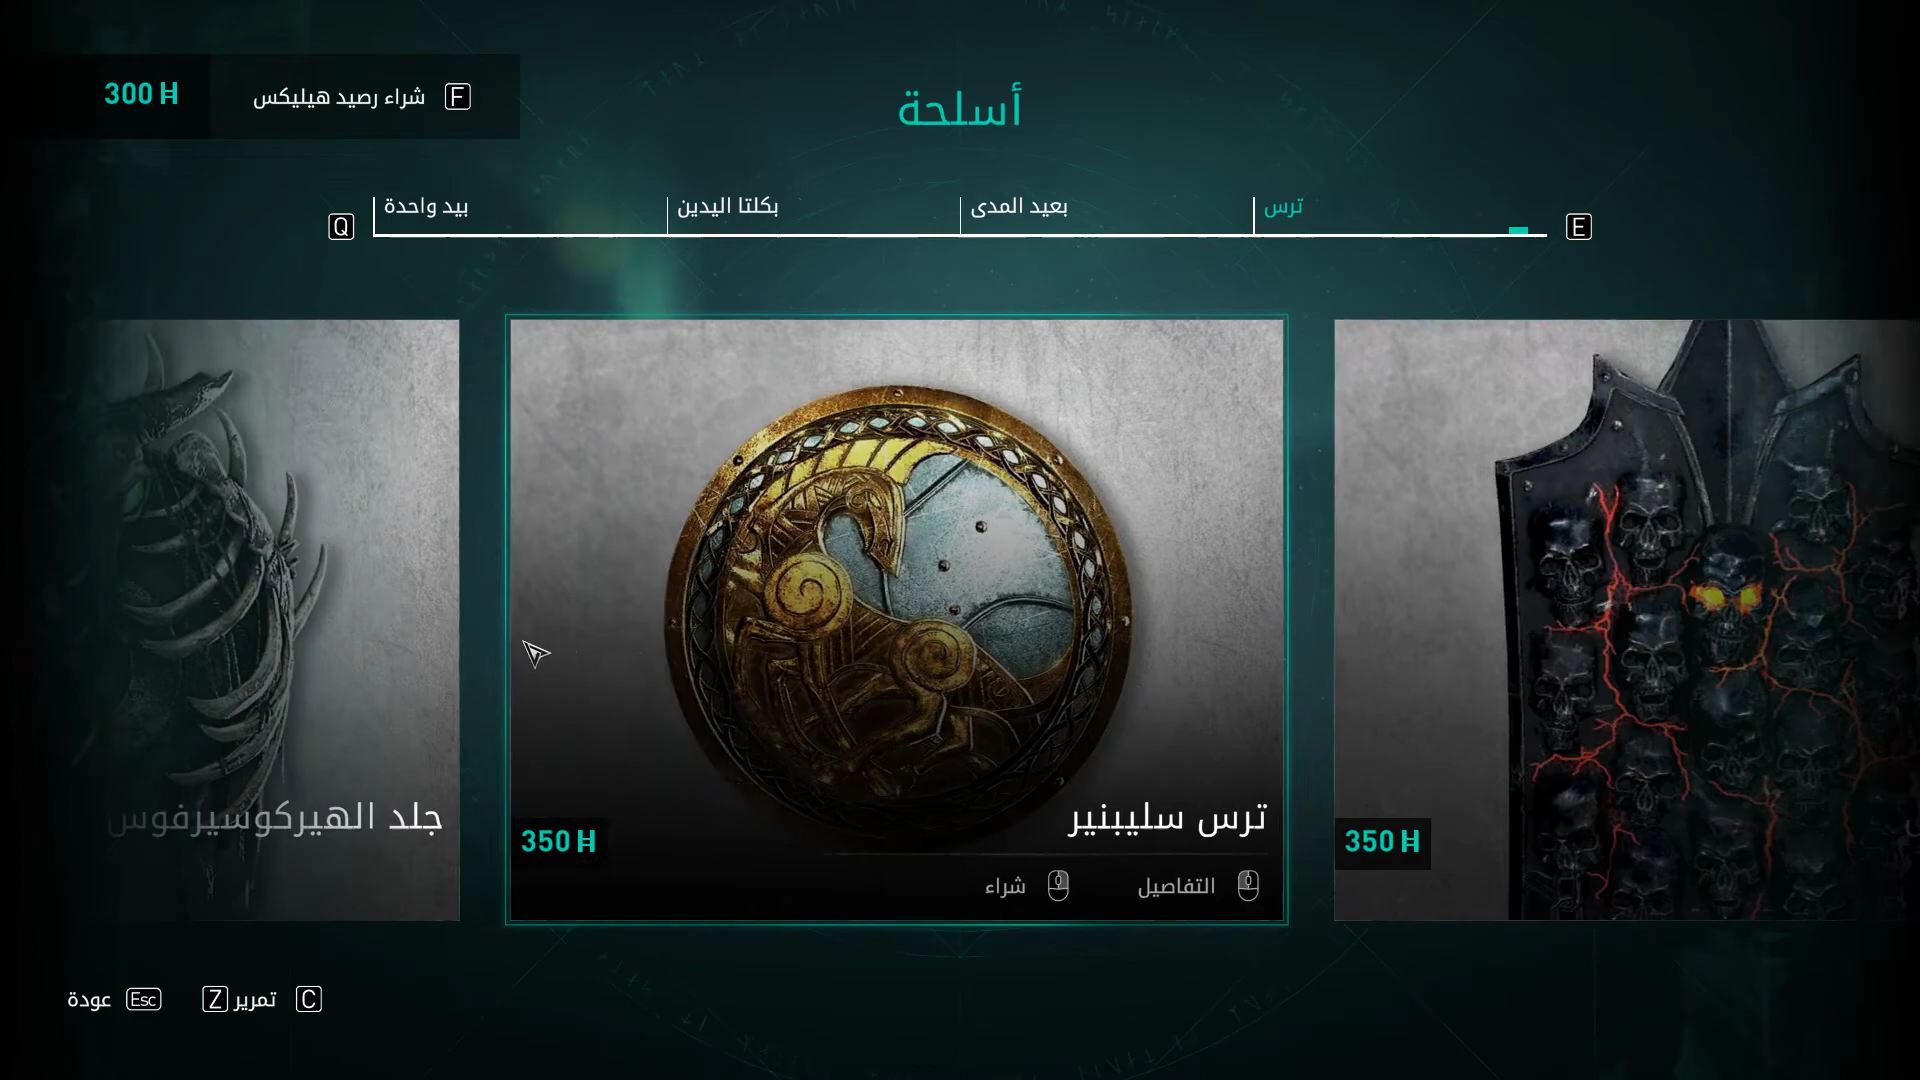 300 H
شراء رصيد هيليكس F
أسلحة
Q
بيد واحدة
بكلتا اليدين
بعيد المدى
ترس
E
جلد الهيركوسيرفوس
ترس سليبنير
350 H
التفاصيل
شراء
350 H
عودة Esc
Z تمرير C